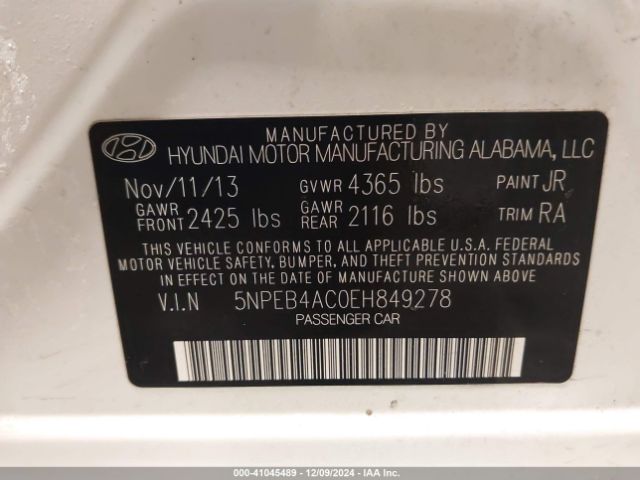 MANUFACTURED BY
HYUNDAI MOTOR MANUFACTURING ALABAMA, LLC
Nov/11/13 GVWR 4365 lbs PAINT JR
GAWR FRONT 2425 lbs GAWR REAR 2116 lbs TRIM RA
THIS VEHICLE CONFORMS TO ALL APPLICABLE U.S.A. FEDERAL
MOTOR VEHICLE SAFETY, BUMPER, AND THEFT PREVENTION
STANDARDS IN EFFECT ON THE DATE OF MANUFACTURE SHOWN ABOVE.
V.I.N 5NPEB4AC0EH849278
PASSENGER CAR
000-41045489 - 12/09/2024 - IAA Inc.